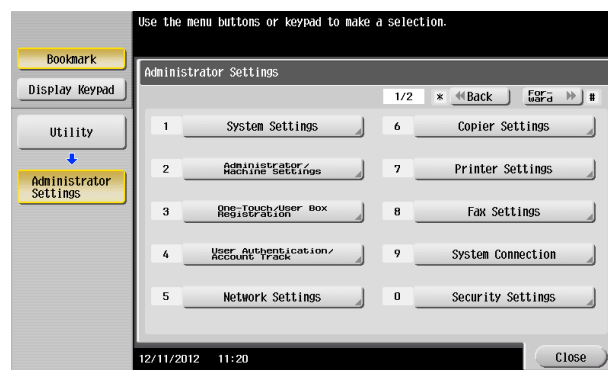 Use the menu buttons or keypad to make a selection.
Bookmark
Display Keypad
Utility
Administrator
Settings
Administrator Settings
1/2 * Back For-
ward #
1 System Settings
2 Administrator/
Machine Settings
3 One-Touch/User Box
Registration
4 User Authentication/
Account Track
5 Network Settings
6 Copier Settings
7 Printer Settings
8 Fax Settings
9 System Connection
0 Security Settings
12/11/2012 11:20
Close